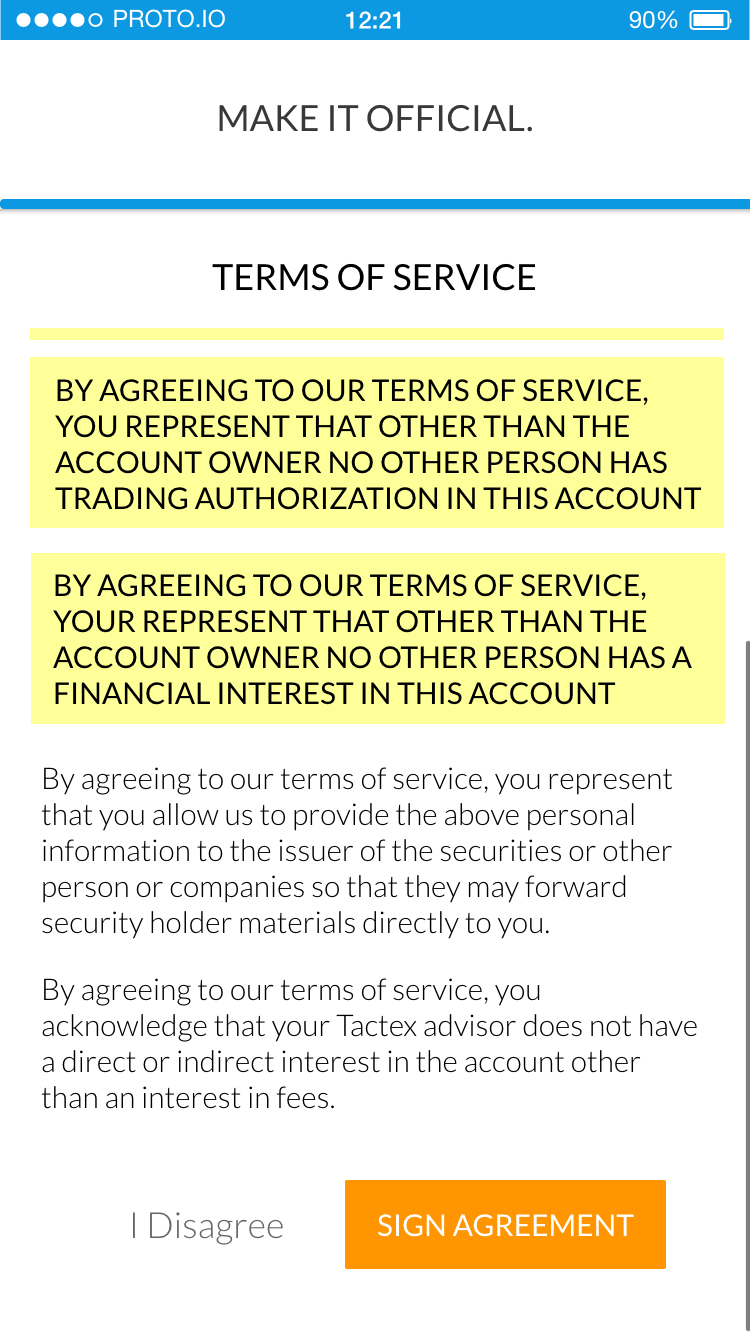 PROTO.IO 12:21 90%
MAKE IT OFFICIAL.
TERMS OF SERVICE
BY AGREEING TO OUR TERMS OF SERVICE,
YOU REPRESENT THAT OTHER THAN THE
ACCOUNT OWNER NO OTHER PERSON HAS
TRADING AUTHORIZATION IN THIS ACCOUNT
BY AGREEING TO OUR TERMS OF SERVICE,
YOUR REPRESENT THAT OTHER THAN THE
ACCOUNT OWNER NO OTHER PERSON HAS A
FINANCIAL INTEREST IN THIS ACCOUNT
By agreeing to our terms of service, you represent
that you allow us to provide the above personal
information to the issuer of the securities or other
person or companies so that they may forward
security holder materials directly to you.
By agreeing to our terms of service, you
acknowledge that your Tactex advisor does not have
a direct or indirect interest in the account other
than an interest in fees.
I Disagree SIGN AGREEMENT